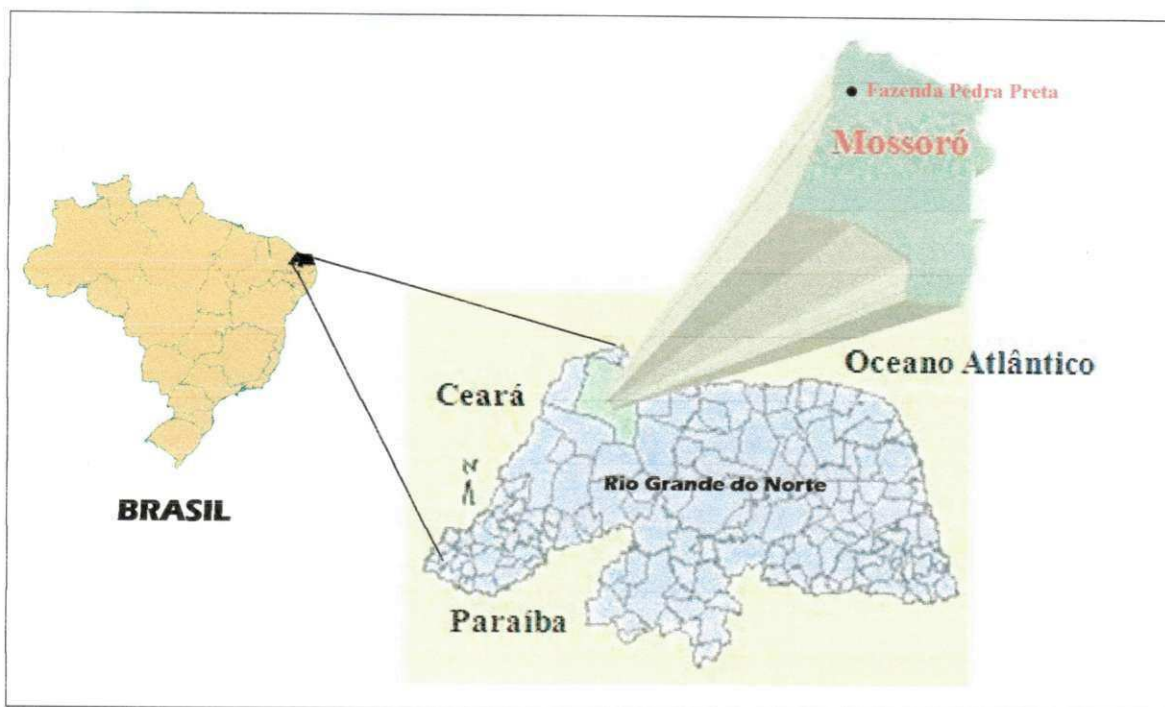 Fazenda Pedra Preta
Mossoró
Oceano Atlântico
Ceará
N
Rio Grande do Norte
BRASIL
Paraíba